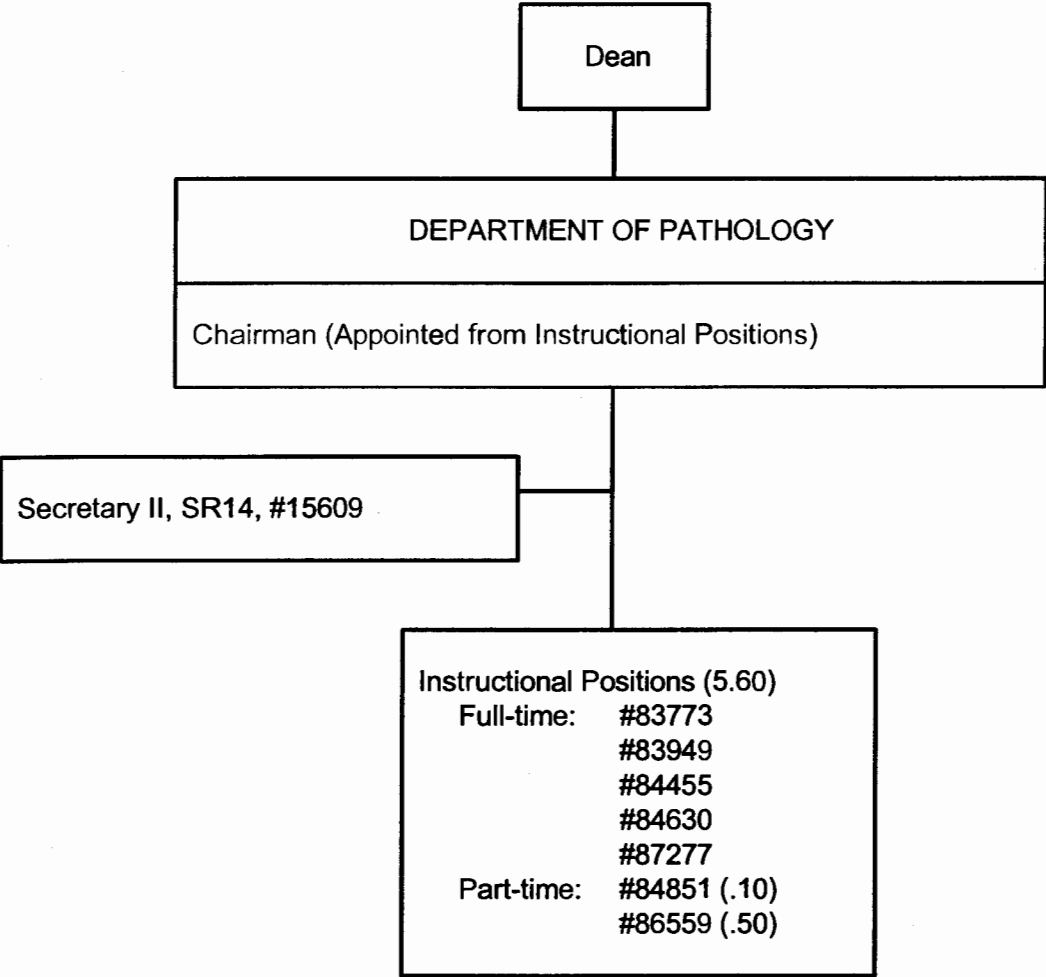 Dean
DEPARTMENT OF PATHOLOGY
Chairman (Appointed from Instructional Positions)
Secretary II, SR14, #15609
Instructional Positions (5.60)
Full-time: #83773
#83949
#84455
#84630
#87277
Part-time: #84851 (.10)
#86559 (.50)